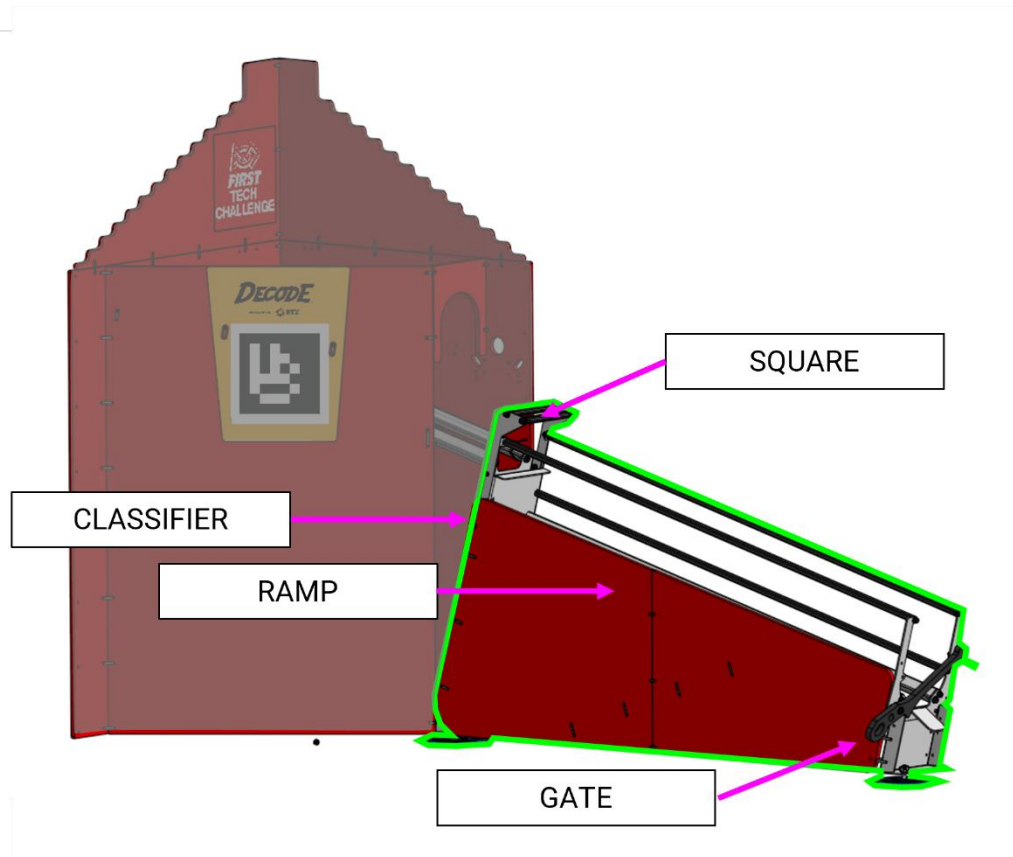 FIRST
TECH
CHALLENGE
DECODE
SQUARE
CLASSIFIER
RAMP
GATE